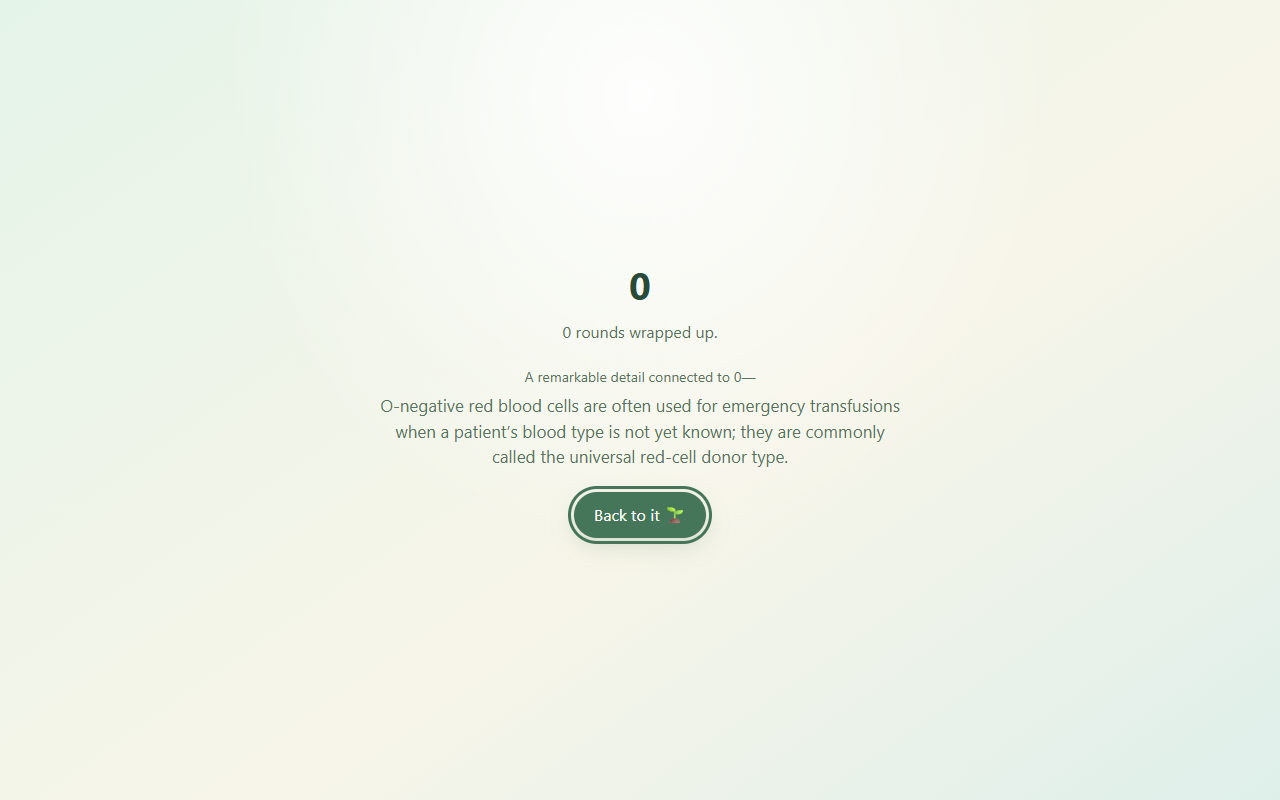 0
0 rounds wrapped up.
A remarkable detail connected to 0—
O-negative red blood cells are often used for emergency transfusions
when a patient’s blood type is not yet known; they are commonly
called the universal red-cell donor type.
Back to it 🌱